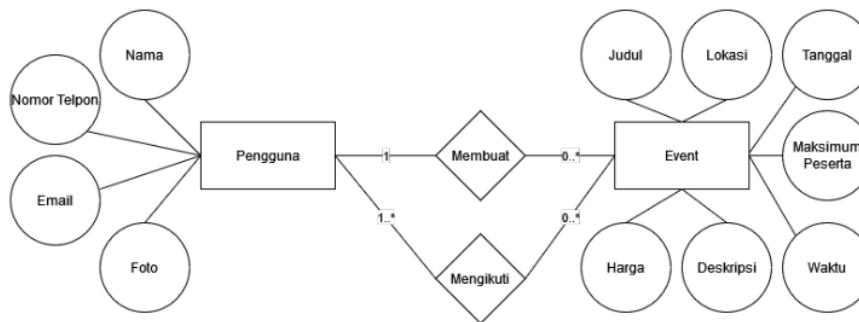 Nama
Nomor Telpon
Email
Foto
Pengguna
1
Membuat
0..*
1..*
Mengikuti
0..*
Event
Judul
Lokasi
Tanggal
Maksimum
Peserta
Harga
Deskripsi
Waktu